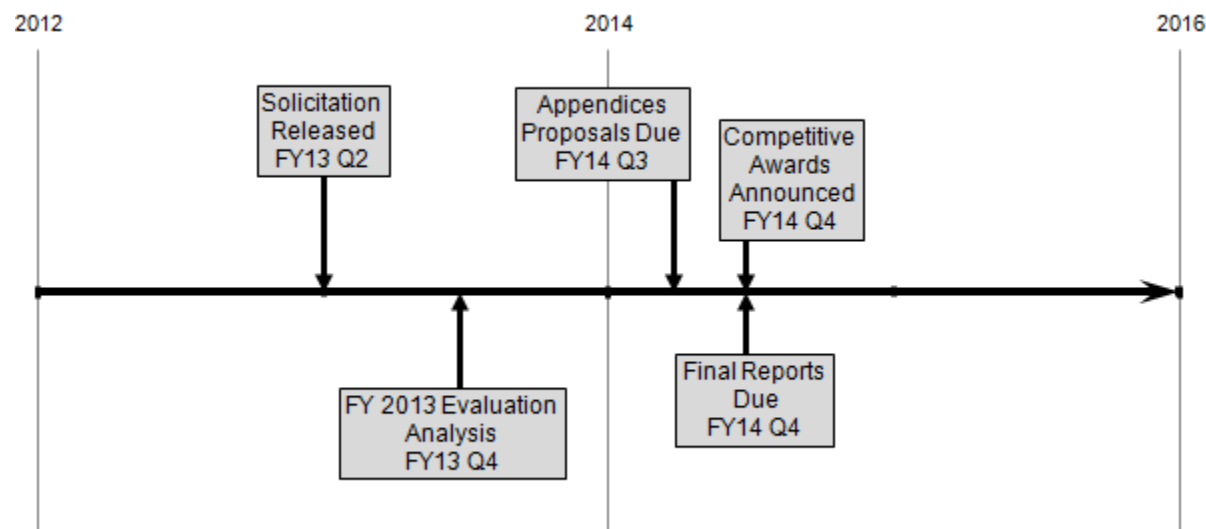 2012
2014
2016
Solicitation
Released
FY13 Q2
Appendices
Proposals Due
FY14 Q3
Competitive
Awards
Announced
FY14 Q4
FY 2013 Evaluation
Analysis
FY13 Q4
Final Reports
Due
FY14 Q4